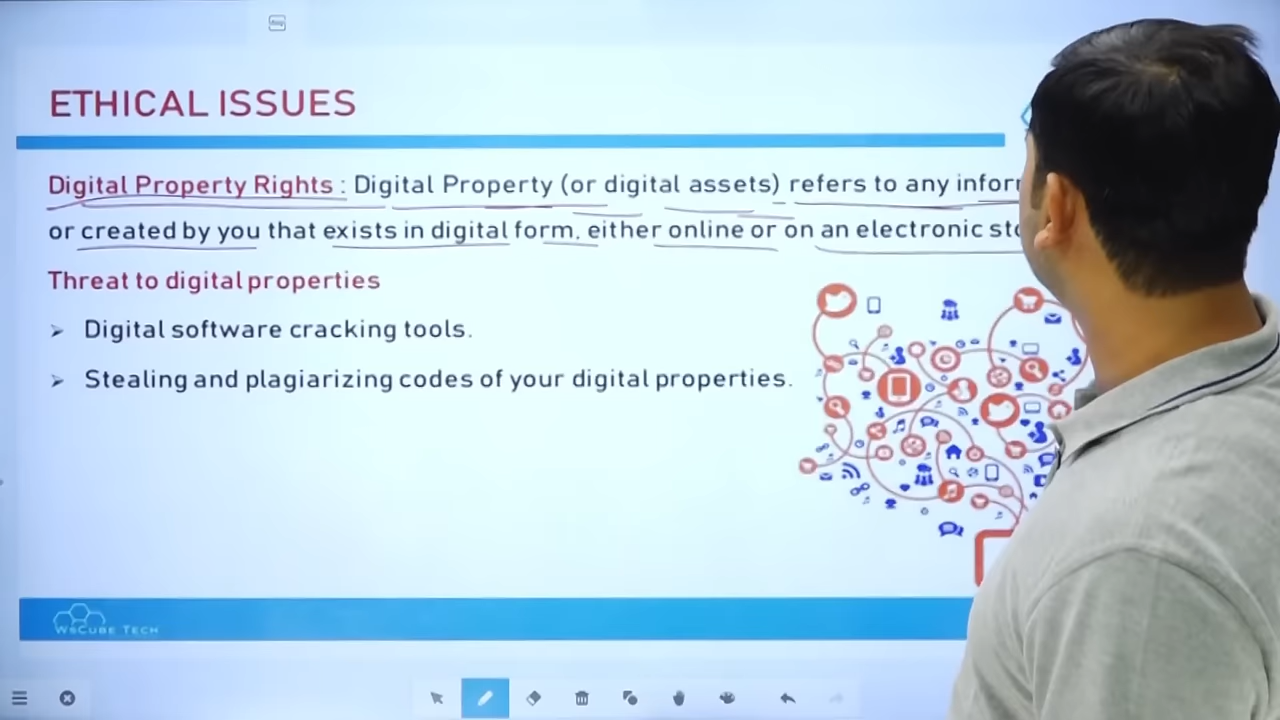 ETHICAL ISSUES
Digital Property Rights : Digital Property (or digital assets) refers to any
or created by you that exists in digital form, either online or on an electronic
Threat to digital properties
➢ Digital software cracking tools.
➢ Stealing and plagiarizing codes of your digital properties.
WSCUBE TECH